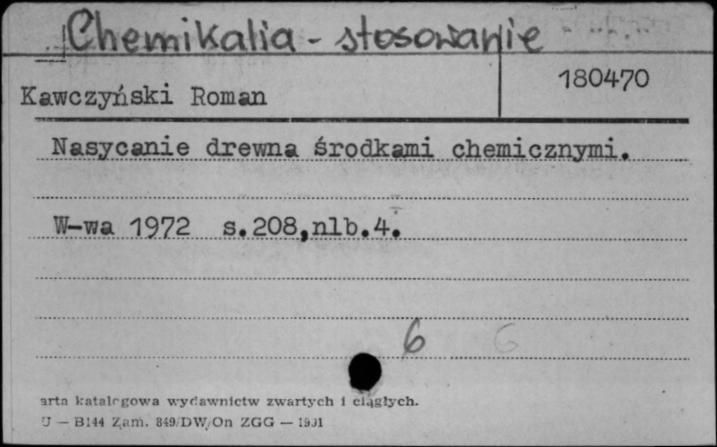 Chemikalia - stosowanie
Kawczyński Roman
180470
Nasycanie drewna środkami chemicznymi.
W-wa 1972 s.208,nlb.4.
6 6
arta katalogowa wydawnictw zwartych i ciągłych.
U — B144 Zam. 849/DW/On ZGG —